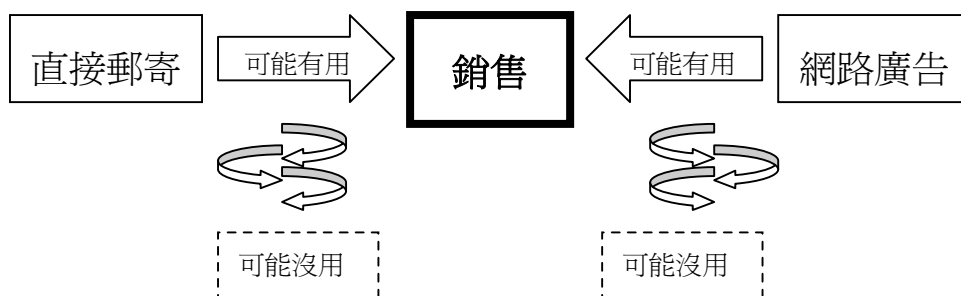 直接郵寄
可能有用
銷售
可能有用
網路廣告
可能沒用
可能沒用